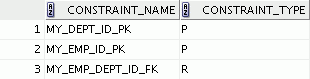 CONSTRAINT_NAME CONSTRAINT_TYPE
1 MY_DEPT_ID_PK P
2 MY_EMP_ID_PK P
3 MY_EMP_DEPT_ID_FK R